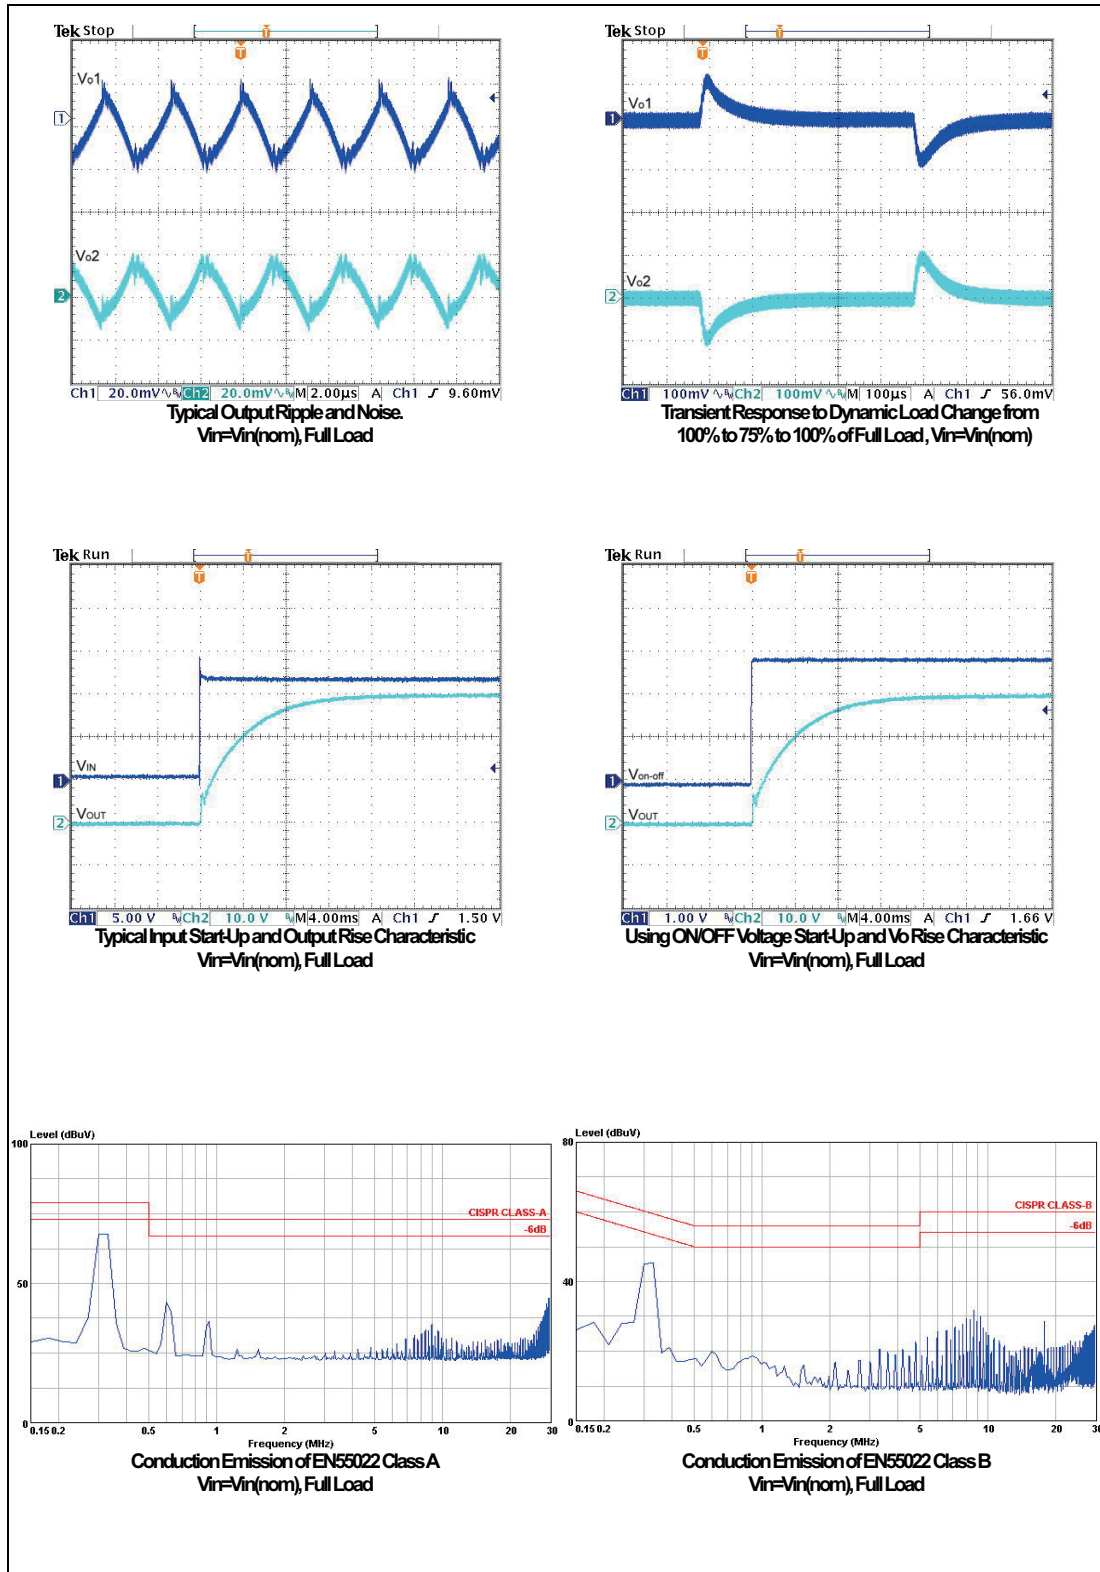 Tek Stop
T
T
Vo1
1
Vo2
2
Ch1 20.0mV Ch2 20.0mV M 2.00µs A Ch1 9.60mV
Typical Output Ripple and Noise.
Vin=Vin(nom), Full Load
Tek Stop
T
T
Vo1
1
Vo2
2
Ch1 100mV Ch2 100mV M 100µs A Ch1 56.0mV
Transient Response to Dynamic Load Change from
100% to 75% to 100% of Full Load , Vin=Vin(nom)
Tek Run
T
T
VIN
1
VOUT
2
Ch1 5.00 V Ch2 10.0 V M 4.00ms A Ch1 1.50 V
Typical Input Start-Up and Output Rise Characteristic
Vin=Vin(nom), Full Load
Tek Run
T
T
1
Von-off
VOUT
2
Ch1 1.00 V Ch2 10.0 V M 4.00ms A Ch1 1.66 V
Using ON/OFF Voltage Start-Up and Vo Rise Characteristic
Vin=Vin(nom), Full Load
Level (dBuV)
100
CISPR CLASS-A
-6dB
50
0
0.15 0.2 0.5 1 2 5 10 20 30
Frequency (MHz)
Conduction Emission of EN55022 Class A
Vin=Vin(nom), Full Load
Level (dBuV)
80
CISPR CLASS-B
-6dB
40
0
0.15 0.2 0.5 1 2 5 10 20 30
Frequency (MHz)
Conduction Emission of EN55022 Class B
Vin=Vin(nom), Full Load